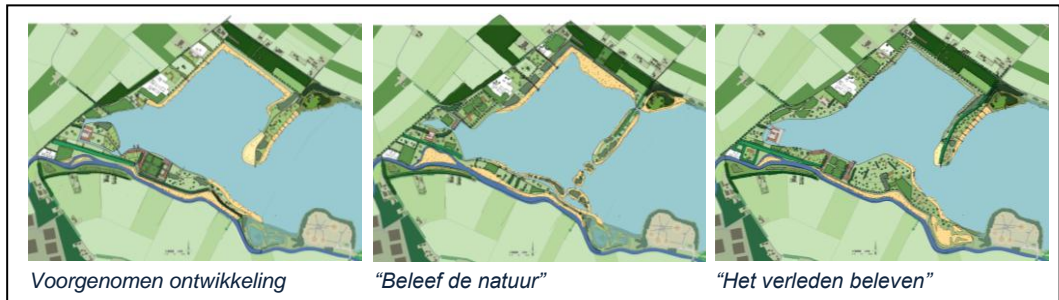 Voorgenomen ontwikkeling
“Beleef de natuur”
“Het verleden beleven”